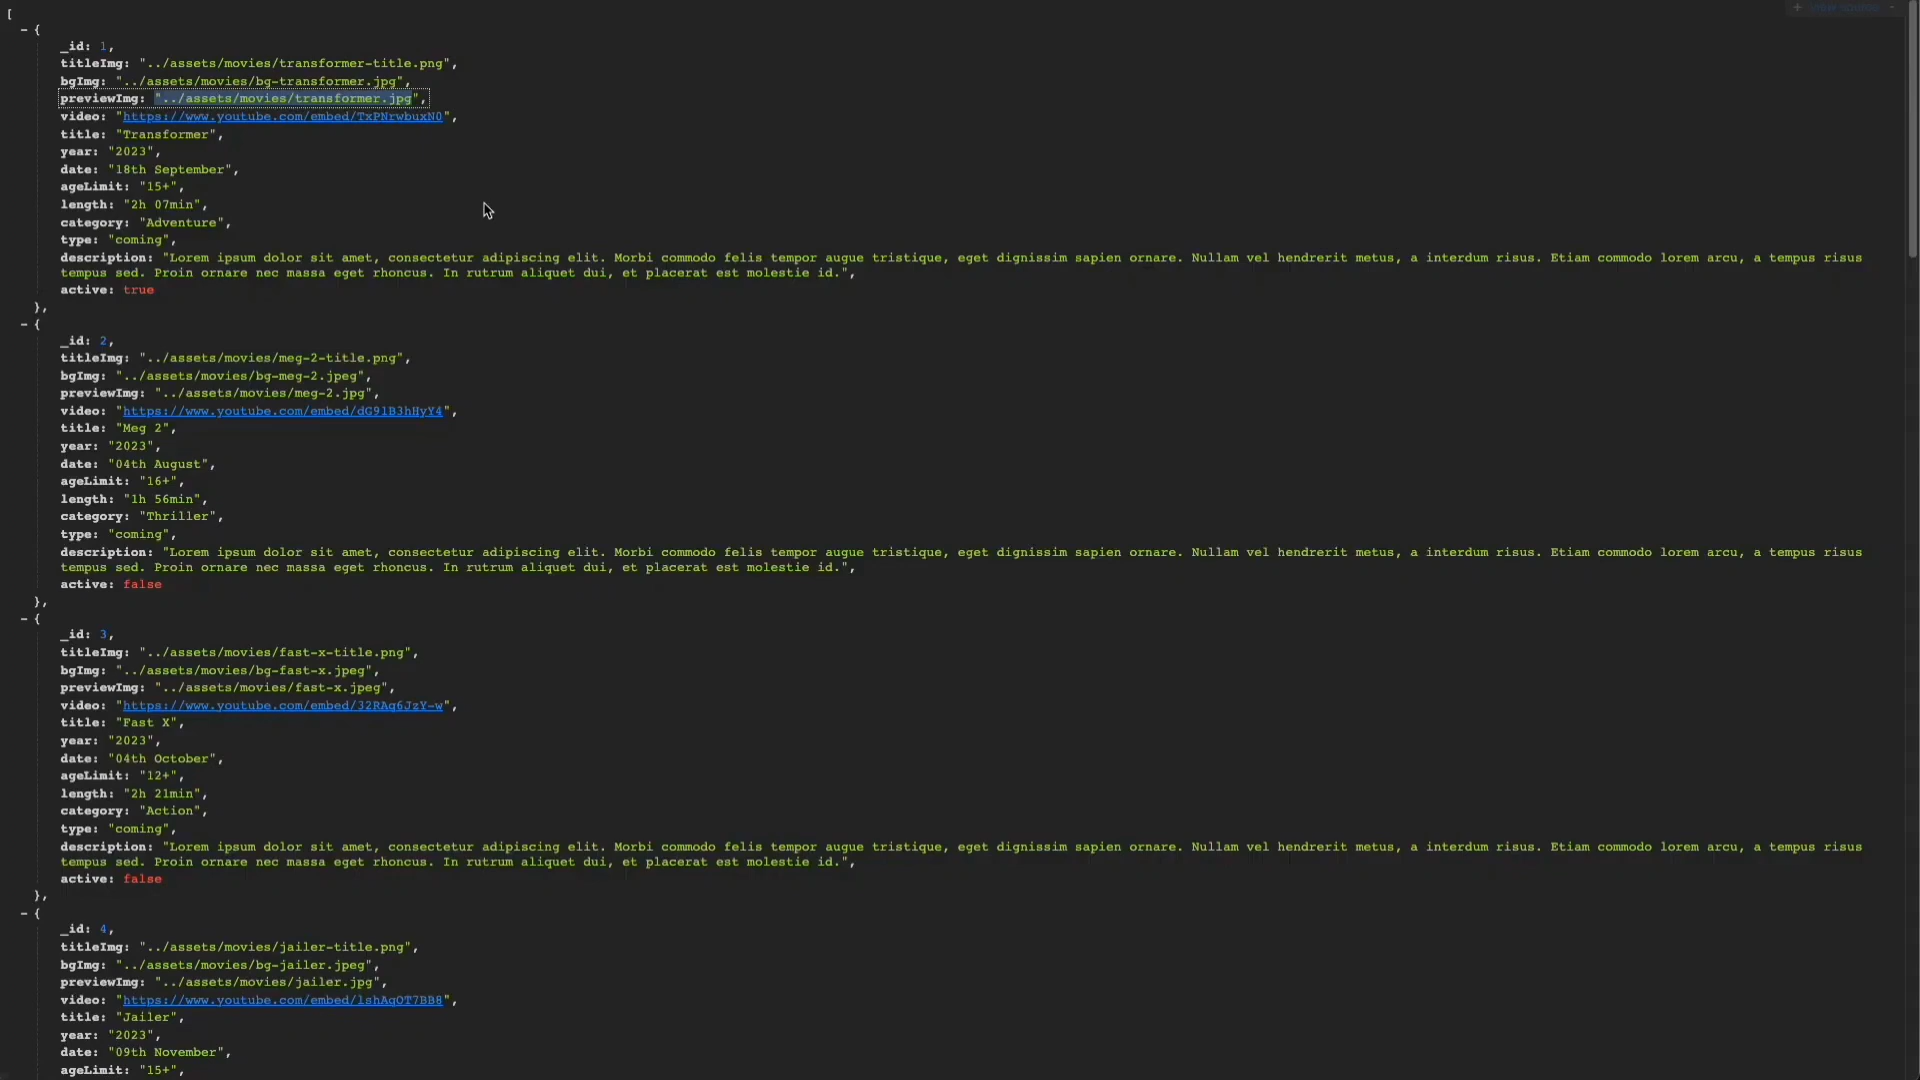 [
- {
_id: 1,
titleImg: "../assets/movies/transformer-title.png",
bgImg: "../assets/movies/bg-transformer.jpg",
previewImg: "../assets/movies/transformer.jpg",
video: "https://www.youtube.com/embed/TxPNrwbuxN0",
title: "Transformer",
year: "2023",
date: "18th September",
ageLimit: "15+",
length: "2h 07min",
category: "Adventure",
type: "coming",
description: "Lorem ipsum dolor sit amet, consectetur adipiscing elit. Morbi commodo felis tempor augue tristique, eget dignissim sapien ornare. Nullam vel hendrerit metus, a interdum risus. Etiam commodo lorem arcu, a tempus risus
tempus sed. Proin ornare nec massa eget rhoncus. In rutrum aliquet dui, et placerat est molestie id.",
active: true
},
- {
_id: 2,
titleImg: "../assets/movies/meg-2-title.png",
bgImg: "../assets/movies/bg-meg-2.jpeg",
previewImg: "../assets/movies/meg-2.jpg",
video: "https://www.youtube.com/embed/dG91B3hHyY4",
title: "Meg 2",
year: "2023",
date: "04th August",
ageLimit: "16+",
length: "1h 56min",
category: "Thriller",
type: "coming",
description: "Lorem ipsum dolor sit amet, consectetur adipiscing elit. Morbi commodo felis tempor augue tristique, eget dignissim sapien ornare. Nullam vel hendrerit metus, a interdum risus. Etiam commodo lorem arcu, a tempus risus
tempus sed. Proin ornare nec massa eget rhoncus. In rutrum aliquet dui, et placerat est molestie id.",
active: false
},
- {
_id: 3,
titleImg: "../assets/movies/fast-x-title.png",
bgImg: "../assets/movies/bg-fast-x.jpeg",
previewImg: "../assets/movies/fast-x.jpeg",
video: "https://www.youtube.com/embed/32RAq6JzY-w",
title: "Fast X",
year: "2023",
date: "04th October",
ageLimit: "12+",
length: "2h 21min",
category: "Action",
type: "coming",
description: "Lorem ipsum dolor sit amet, consectetur adipiscing elit. Morbi commodo felis tempor augue tristique, eget dignissim sapien ornare. Nullam vel hendrerit metus, a interdum risus. Etiam commodo lorem arcu, a tempus risus
tempus sed. Proin ornare nec massa eget rhoncus. In rutrum aliquet dui, et placerat est molestie id.",
active: false
},
- {
_id: 4,
titleImg: "../assets/movies/jailer-title.png",
bgImg: "../assets/movies/bg-jailer.jpeg",
previewImg: "../assets/movies/jailer.jpg",
video: "https://www.youtube.com/embed/lshAqOT7BB8",
title: "Jailer",
year: "2023",
date: "09th November",
ageLimit: "15+",